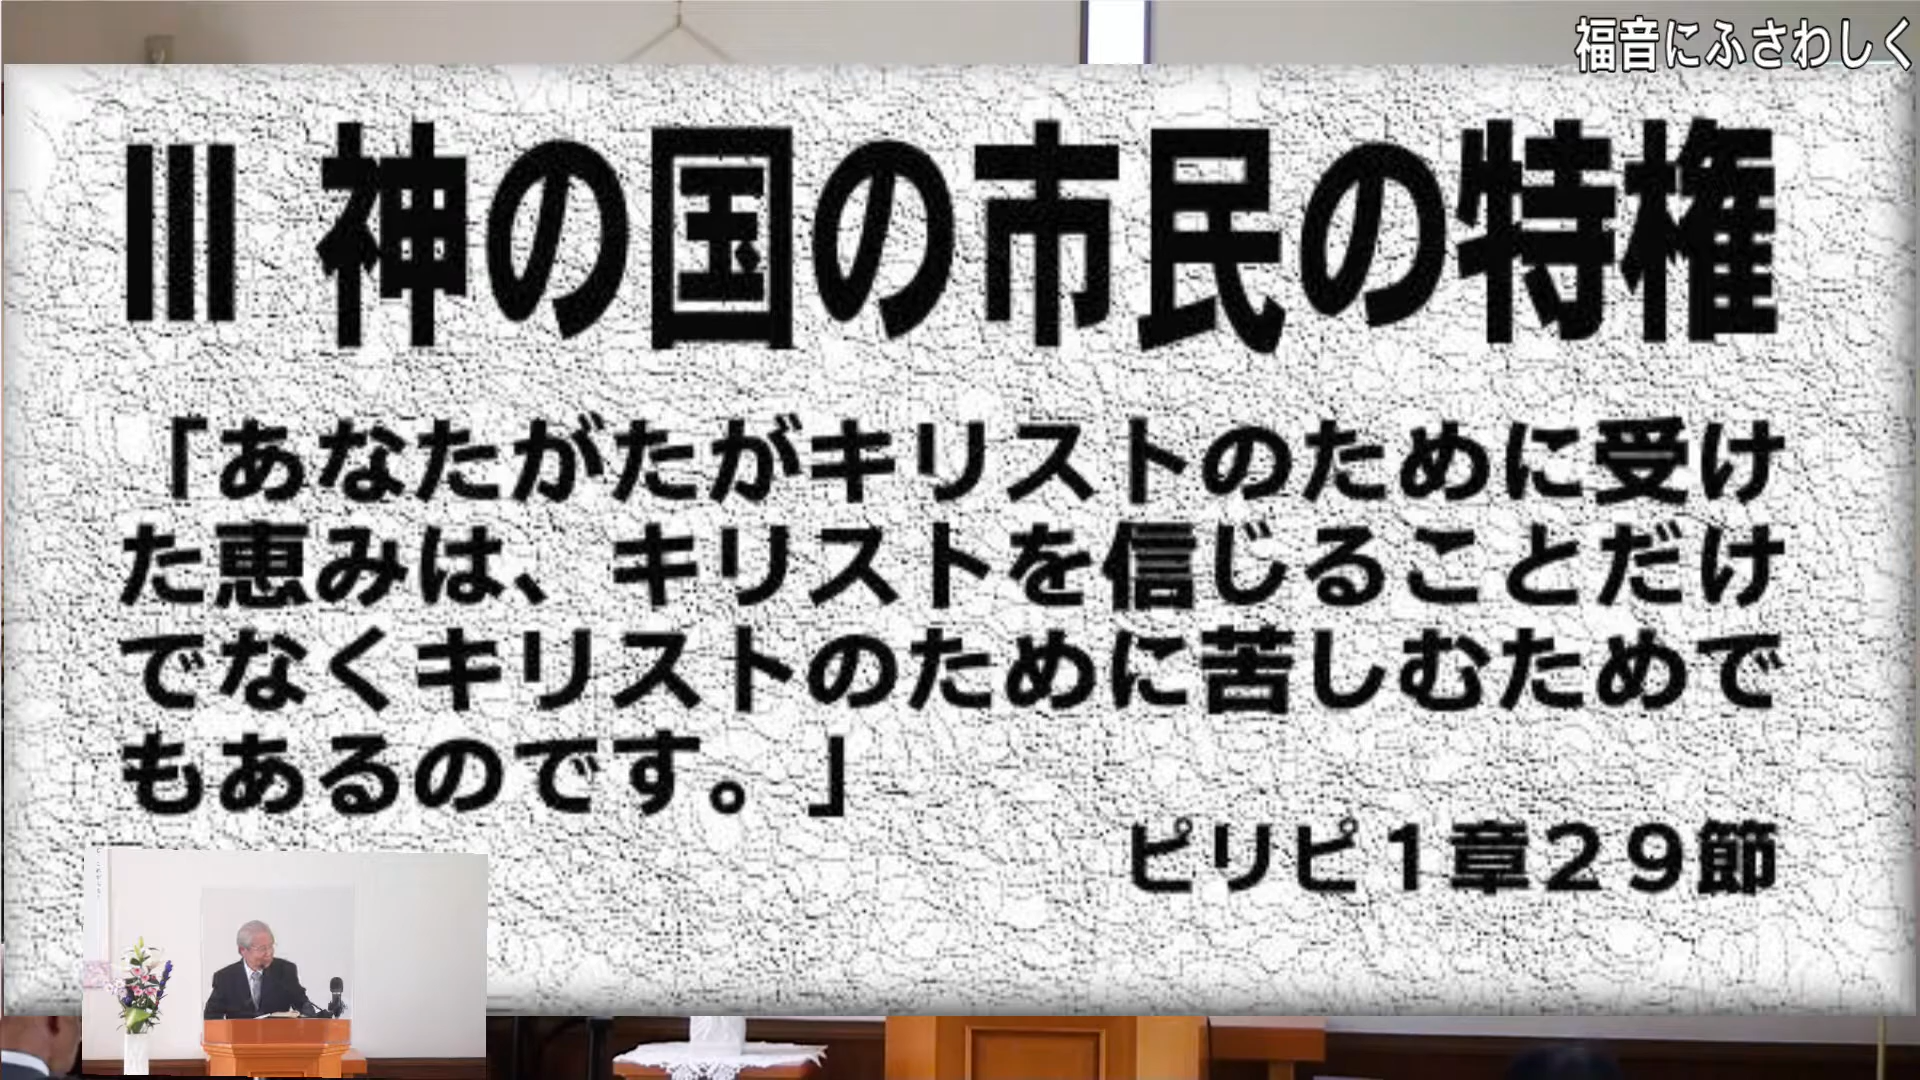 福音にふさわしく
Ⅲ 神の国の市民の特権
「あなたがたがキリストのために受け
た恵みは、キリストを信じることだけ
でなくキリストのために苦しむためで
もあるのです。」
ピリピ１章２９節